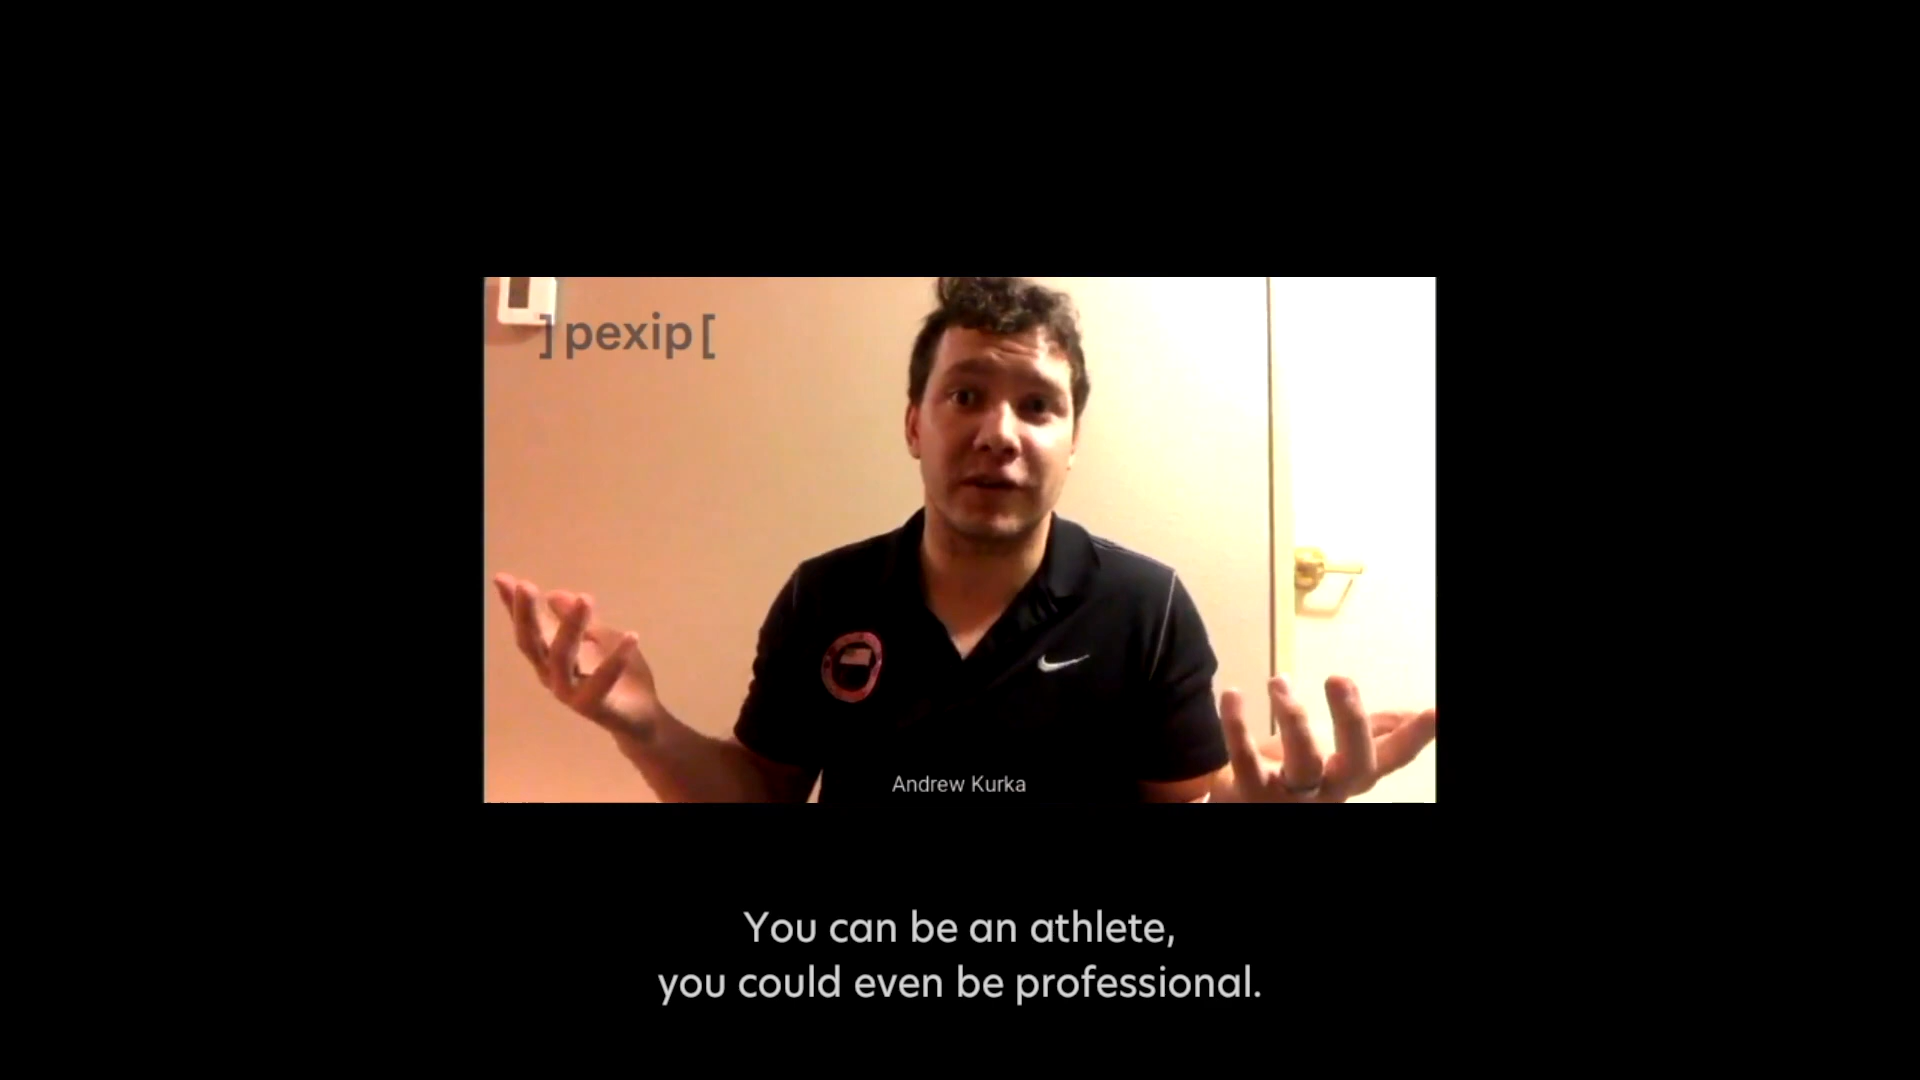 ]pexip[
Andrew Kurka
You can be an athlete,
you could even be professional.